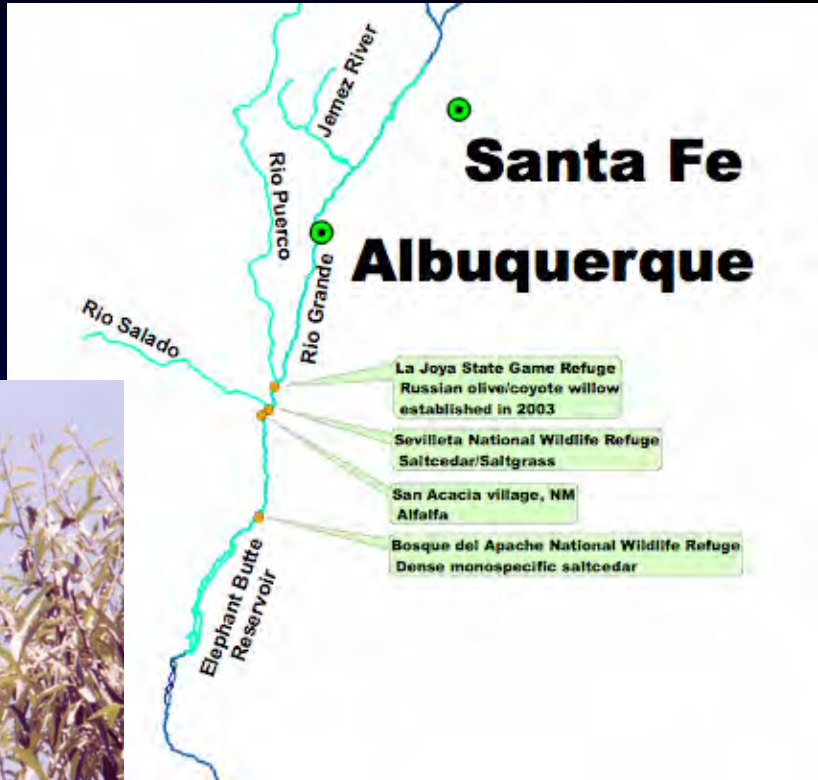 Jemez River
Santa Fe
Rio Puerco
Albuquerque
Rio Grande
Rio Salado
La Joya State Game Refuge
Russian olive/coyote willow
established in 2003
Sevilleta National Wildlife Refuge
Saltcedar/Saltgrass
San Acacia village, NM
Alfalfa
Bosque del Apache National Wildlife Refuge
Dense monospecific saltcedar
Elephant Butte
Reservoir